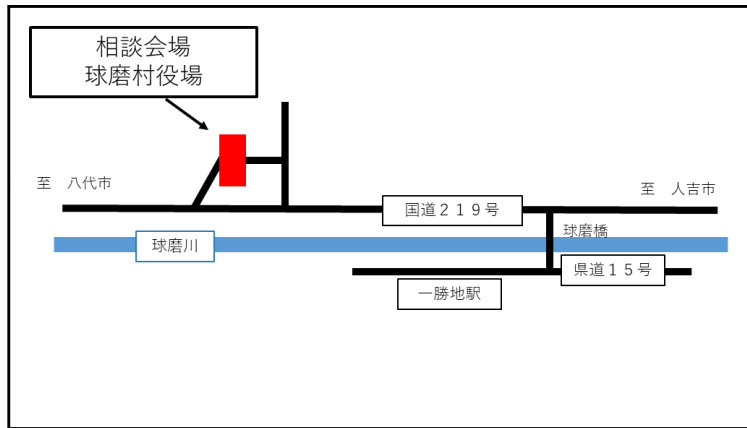 相談会場
球磨村役場
至　八代市
至　人吉市
国道２１９号
球磨橋
球磨川
県道１５号
一勝地駅